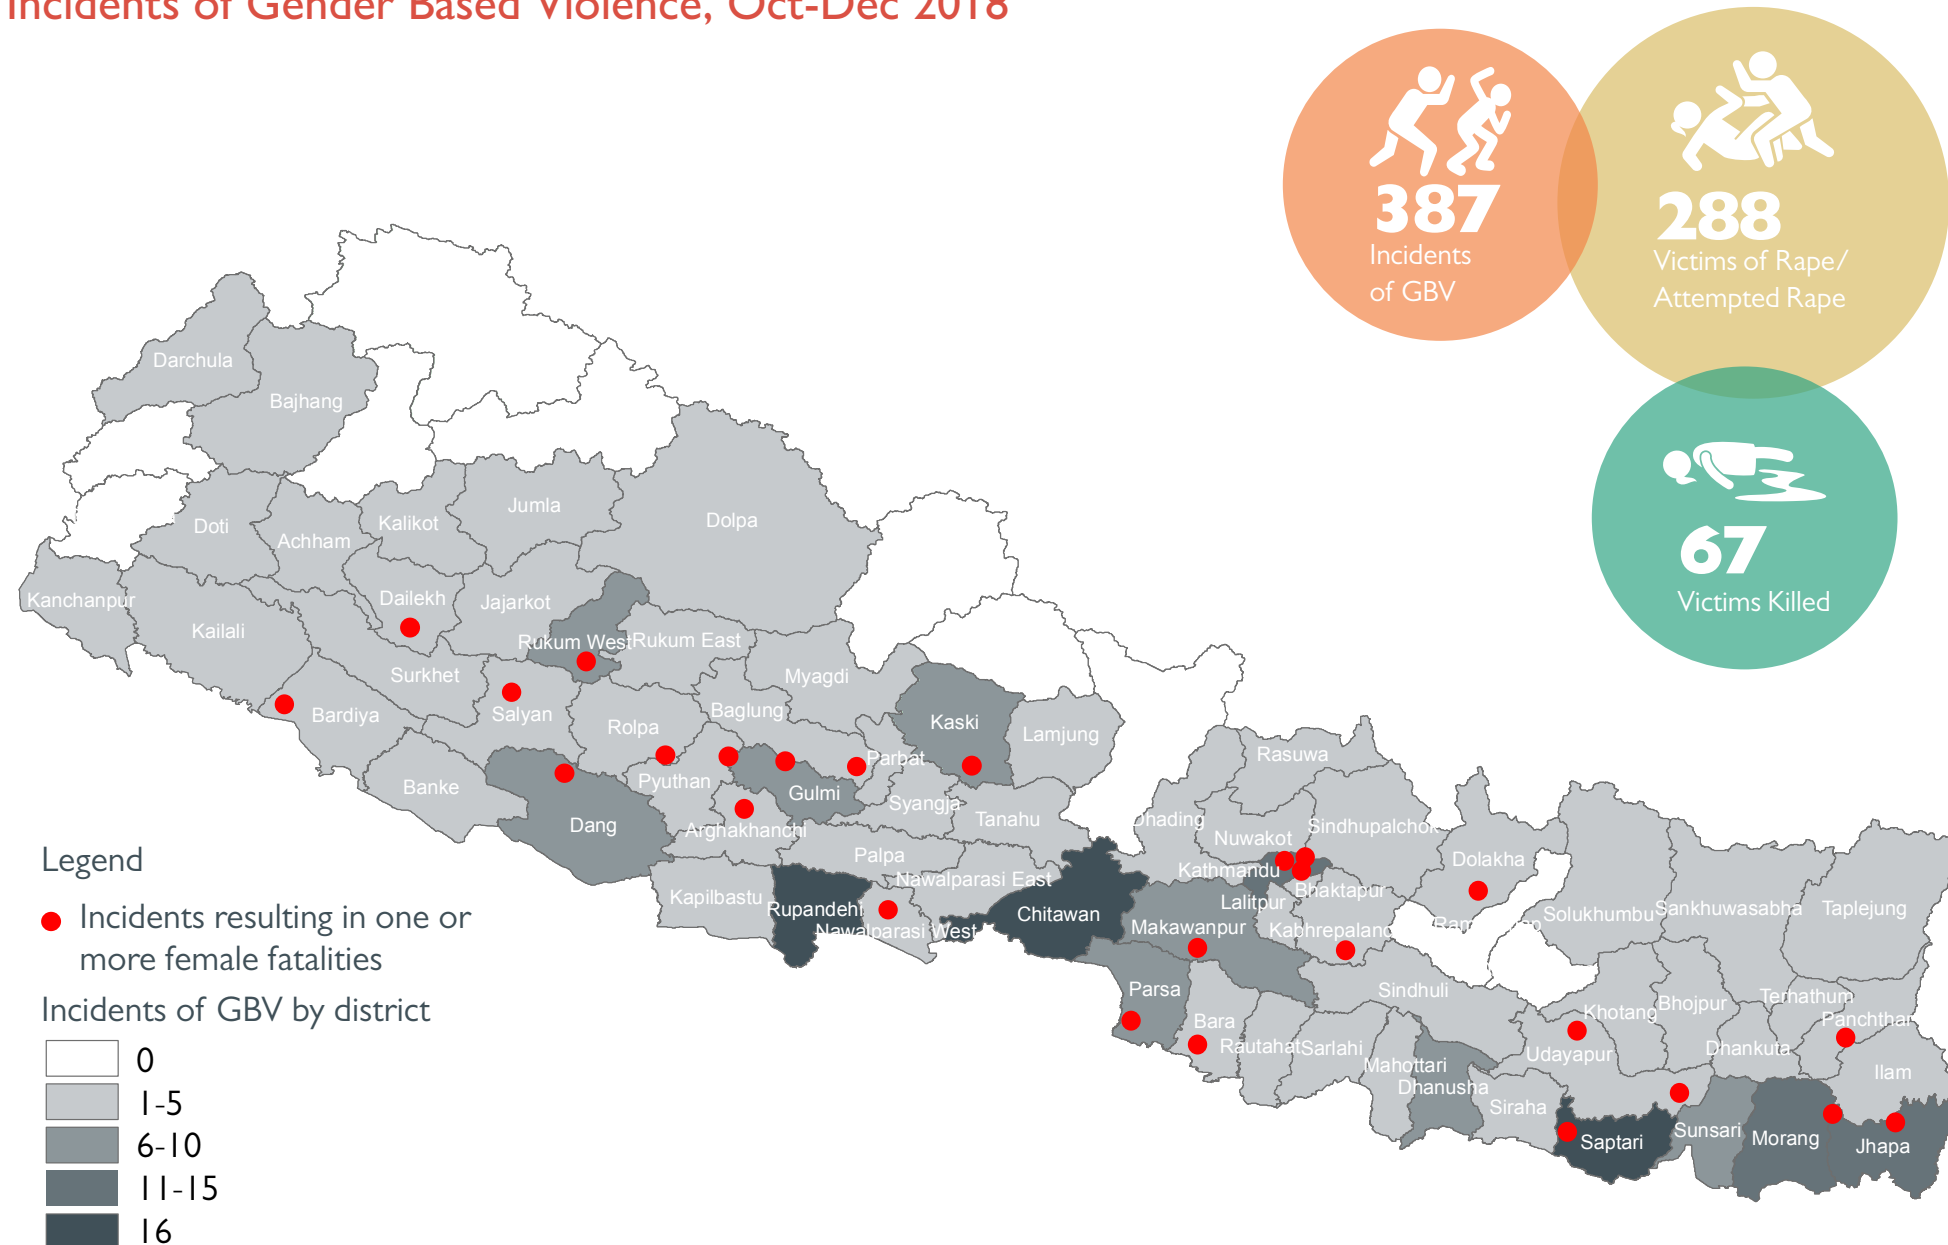 Incidents of Gender Based Violence, Oct-Dec 2018
387
Incidents
of GBV
288
Victims of Rape/
Attempted Rape
67
Victims Killed
Darchula
Bajhang
Doti
Achham
Kalikot
Jumla
Dolpa
Kanchanpur
Kailali
Dailekh
Jajarkot
Rukum West
Rukum East
Surkhet
Myagdi
Bardiya
Salyan
Rolpa
Baglung
Kaski
Lamjung
Parbat
Banke
Pyuthan
Gulmi
Syangja
Tanahu
Dang
Arghakhanchi
Palpa
Nawalparasi East
Kapilbastu
Rupandehi
Nawalparasi West
Chitawan
Rasuwa
Dhading
Nuwakot
Sindhupalchok
Kathmandu
Bhaktapur
Lalitpur
Dolakha
Makawanpur
Kabhrepalanc
Solukhumbu
Sankhuwasabha
Taplejung
Parsa
Bara
Sindhuli
Rautahat
Sarlahi
Mahottari
Dhanusha
Siraha
Khotang
Bhojpur
Terhathum
Panchthar
Udayapur
Dhankuta
Ilam
Saptari
Sunsari
Morang
Jhapa
Legend
Incidents resulting in one or
more female fatalities
Incidents of GBV by district
0
1-5
6-10
11-15
16